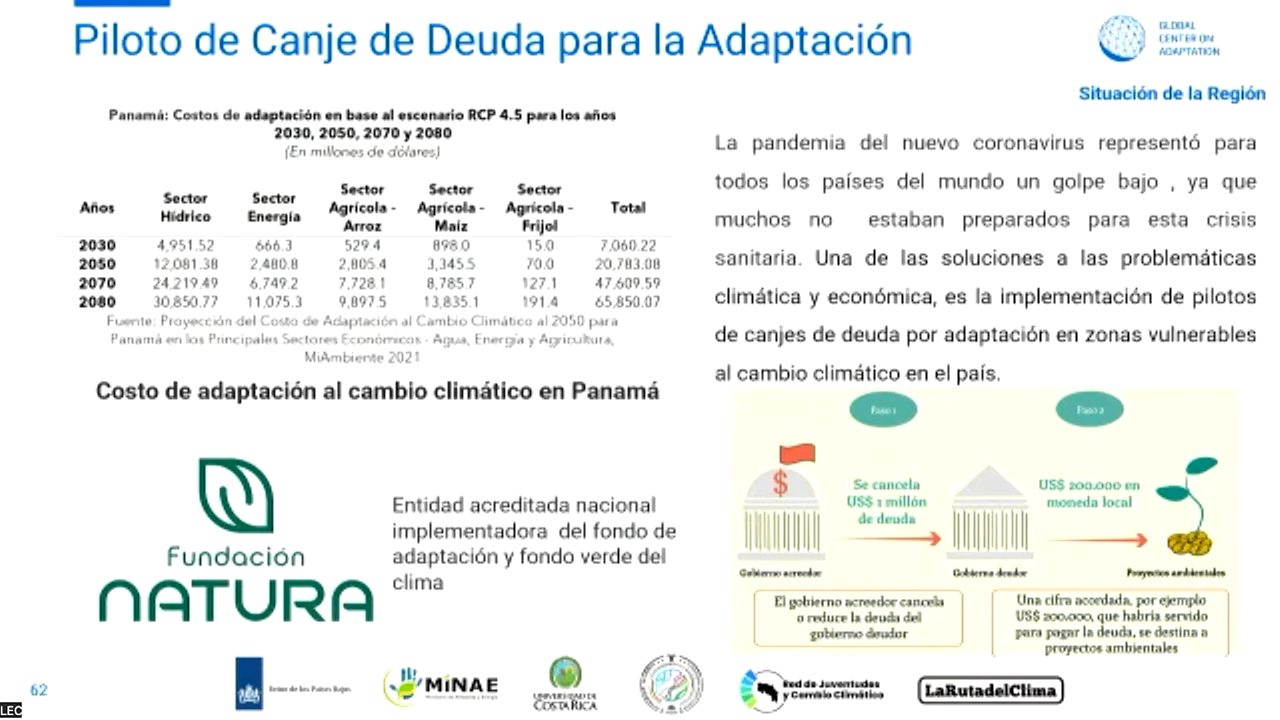 Piloto de Canje de Deuda para la Adaptación
GLOBAL
CENTER ON
ADAPTATION
Situación de la Región
Panamá: Costos de adaptación en base al escenario RCP 4.5 para los años
2030, 2050, 2070 y 2080
(En millones de dólares)
Años Sector Hídrico Sector Energía Sector Agrícola - Arroz Sector Agrícola - Maíz Sector Agrícola - Frijol Total
2030 4,951.52 666.3 529.4 898.0 15.0 7,060.22
2050 12,081.38 2,480.8 2,805.4 3,345.5 70.0 20,783.08
2070 24,219.49 6,749.2 7,728.1 8,785.7 127.1 47,609.59
2080 30,850.77 11,075.3 9,897.5 13,835.1 191.4 65,850.07
Fuente: Proyección del Costo de Adaptación al Cambio Climático al 2050 para
Panamá en los Principales Sectores Económicos - Agua, Energía y Agricultura,
MiAmbiente 2021
Costo de adaptación al cambio climático en Panamá
La pandemia del nuevo coronavirus representó para
todos los países del mundo un golpe bajo , ya que
muchos no estaban preparados para esta crisis
sanitaria. Una de las soluciones a las problemáticas
climática y económica, es la implementación de pilotos
de canjes de deuda por adaptación en zonas vulnerables
al cambio climático en el país.
Fundación
NATURA
Entidad acreditada nacional
implementadora del fondo de
adaptación y fondo verde del
clima
Paso 1
Paso 2
$
Se cancela
US$ 1 millón
de deuda
US$ 200.000 en
moneda local
Gobierno acreedor
Gobierno deudor
Proyectos ambientales
El gobierno acreedor cancela
o reduce la deuda del
gobierno deudor
Una cifra acordada, por ejemplo
US$ 200.000, que habría servido
para pagar la deuda, se destina a
proyectos ambientales
62
LEC
Reino de los Países Bajos
MINAE
Ministerio de Ambiente y Energía
UNIVERSIDAD DE
COSTA RICA
Red de Juventudes
y Cambio Climático
LaRutadelClima